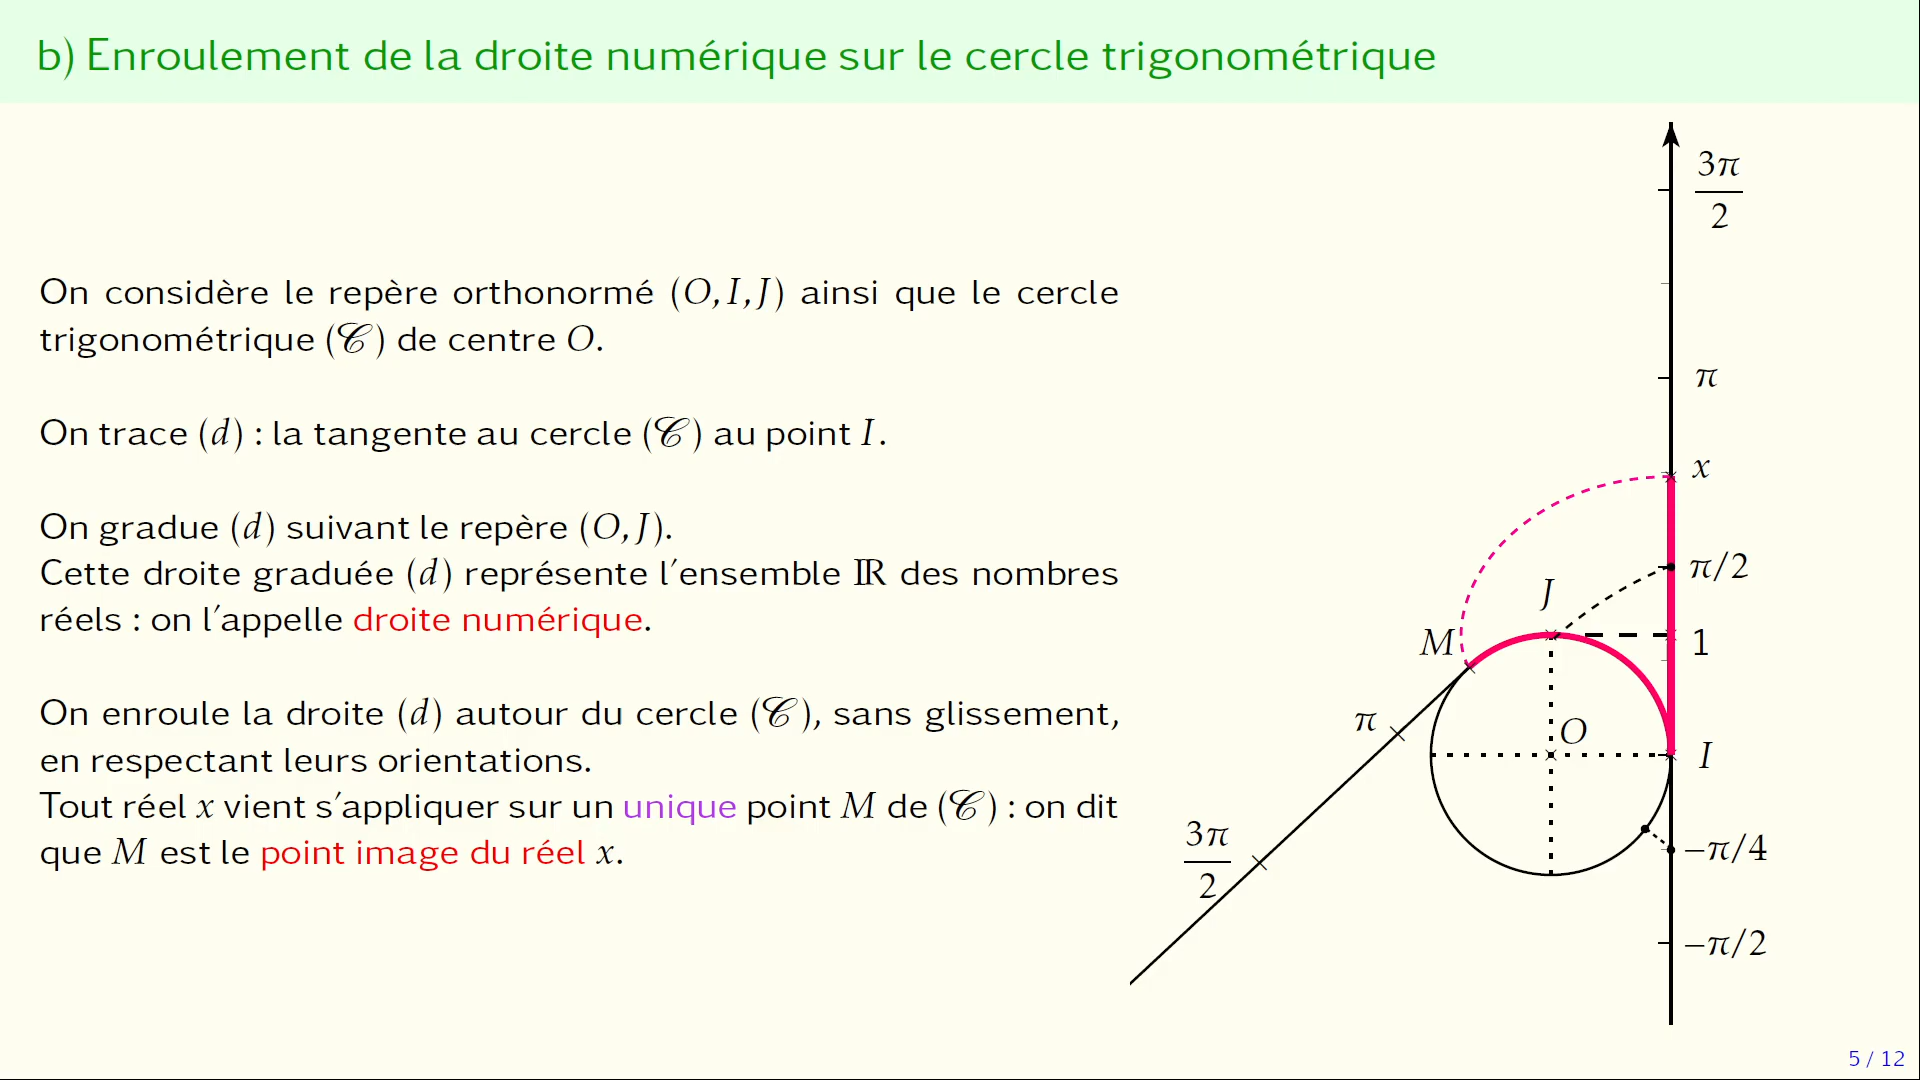 b) Enroulement de la droite numérique sur le cercle trigonométrique
On considère le repère orthonormé (O, I, J) ainsi que le cercle
trigonométrique (𝒞) de centre O.
On trace (d) : la tangente au cercle (𝒞) au point I.
On gradue (d) suivant le repère (O, J).
Cette droite graduée (d) représente l'ensemble ℝ des nombres
réels : on l'appelle droite numérique.
On enroule la droite (d) autour du cercle (𝒞), sans glissement,
en respectant leurs orientations.
Tout réel x vient s'appliquer sur un unique point M de (𝒞) : on dit
que M est le point image du réel x.
3π
2
π
x
π/2
J
M
1
π
O
I
3π
2
−π/4
−π/2
5 / 12